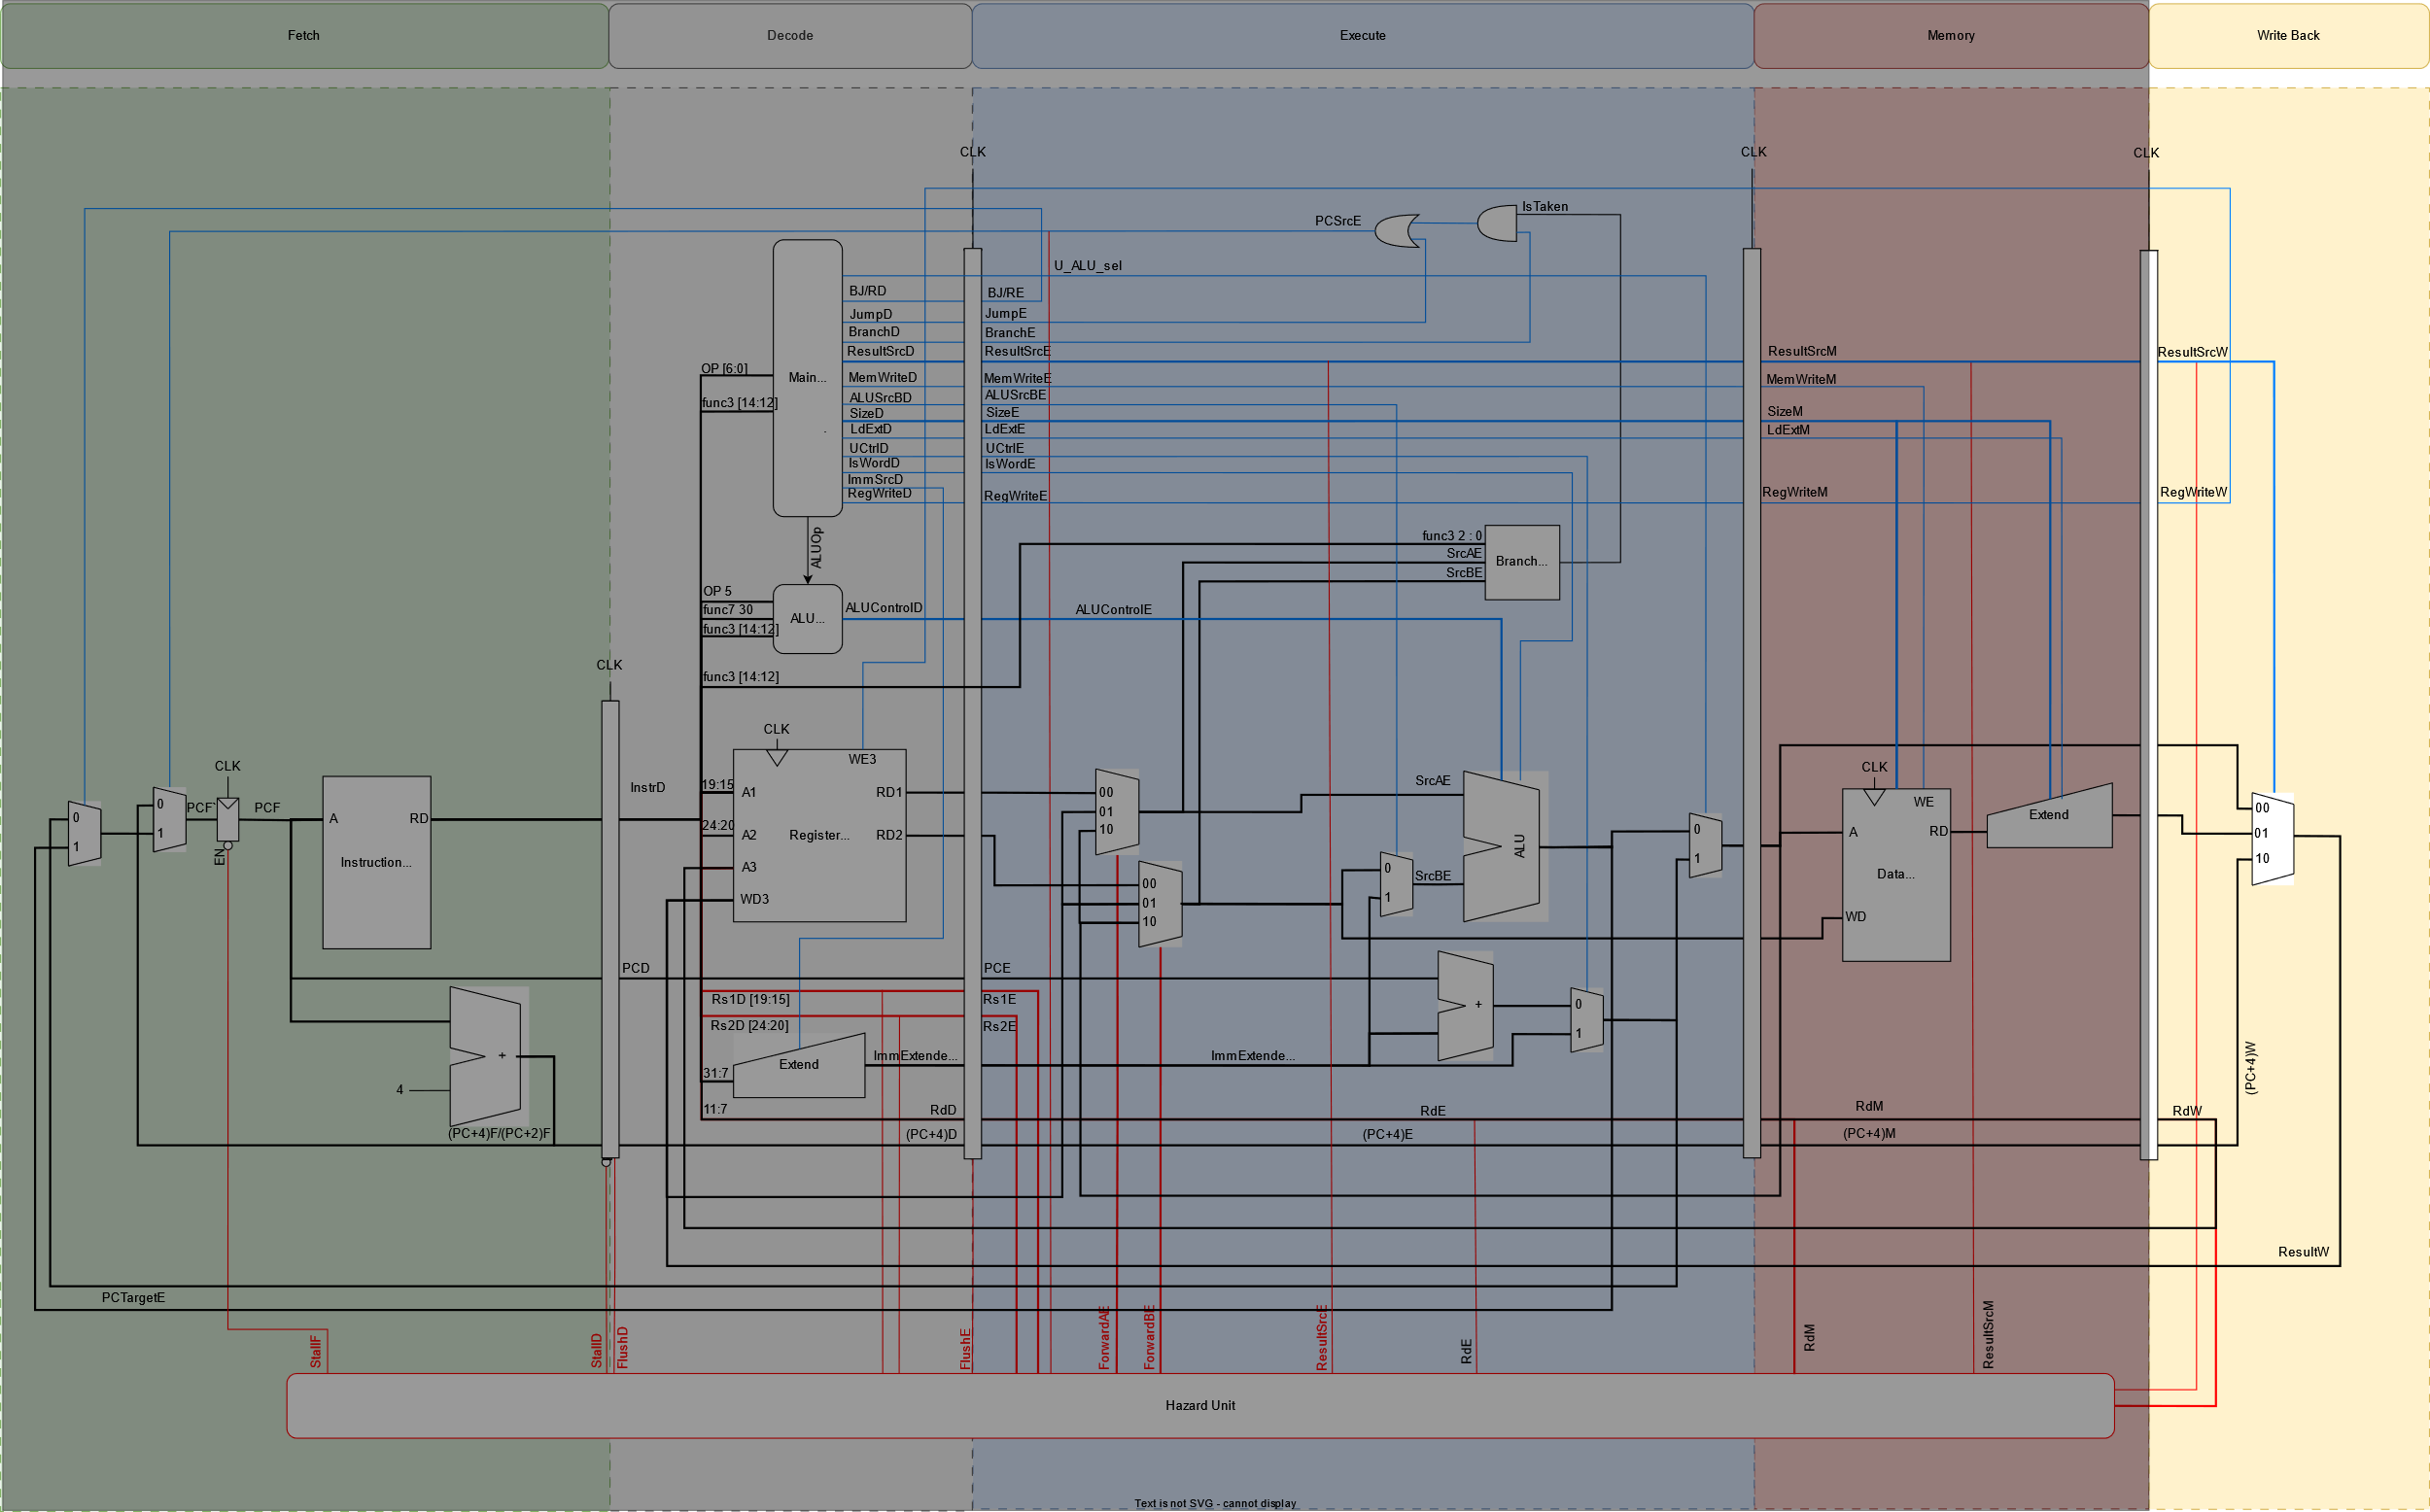 Fetch
Decode
Execute
Memory
Write Back
CLK
CLK
CLK
IsTaken
PCSrcE
U_ALU_sel
BJ/RD
BJ/RE
JumpD
JumpE
BranchD
BranchE
ResultSrcD
ResultSrcE
ResultSrcM
ResultSrcW
OP [6:0]
Main...
MemWriteD
MemWriteE
MemWriteM
func3 [14:12]
ALUSrcBD
ALUSrcBE
SizeD
SizeE
SizeM
LdExtD
LdExtE
LdExtM
UCtrlD
UCtrlE
IsWordD
IsWordE
ImmSrcD
RegWriteD
RegWriteE
RegWriteM
RegWriteW
ALUOp
func3 2 : 0
SrcAE
SrcBE
Branch...
OP 5
func7 30
func3 [14:12]
ALU...
ALUControlD
ALUControlE
CLK
func3 [14:12]
CLK
WE3
CLK
PCF`
PCF
EN
0
1
0
1
A
RD
Instruction...
InstrD
19:15
A1
RD1
24:20
A2
Register...
RD2
A3
WD3
00
01
10
00
01
10
SrcAE
SrcBE
0
1
ALU
0
1
CLK
WE
A
RD
Data...
WD
Extend
00
01
10
PCD
PCE
Rs1D [19:15]
Rs1E
Rs2D [24:20]
Rs2E
+
0
1
+
4
(PC+4)F/(PC+2)F
Extend
31:7
ImmExtende...
ImmExtende...
11:7
RdD
RdE
RdM
RdW
(PC+4)D
(PC+4)E
(PC+4)M
(PC+4)W
ResultW
PCTargetE
StallF
StallD
FlushD
FlushE
ForwardAE
ForwardBE
ResultSrcE
RdE
RdM
ResultSrcM
Hazard Unit
Text is not SVG - cannot display